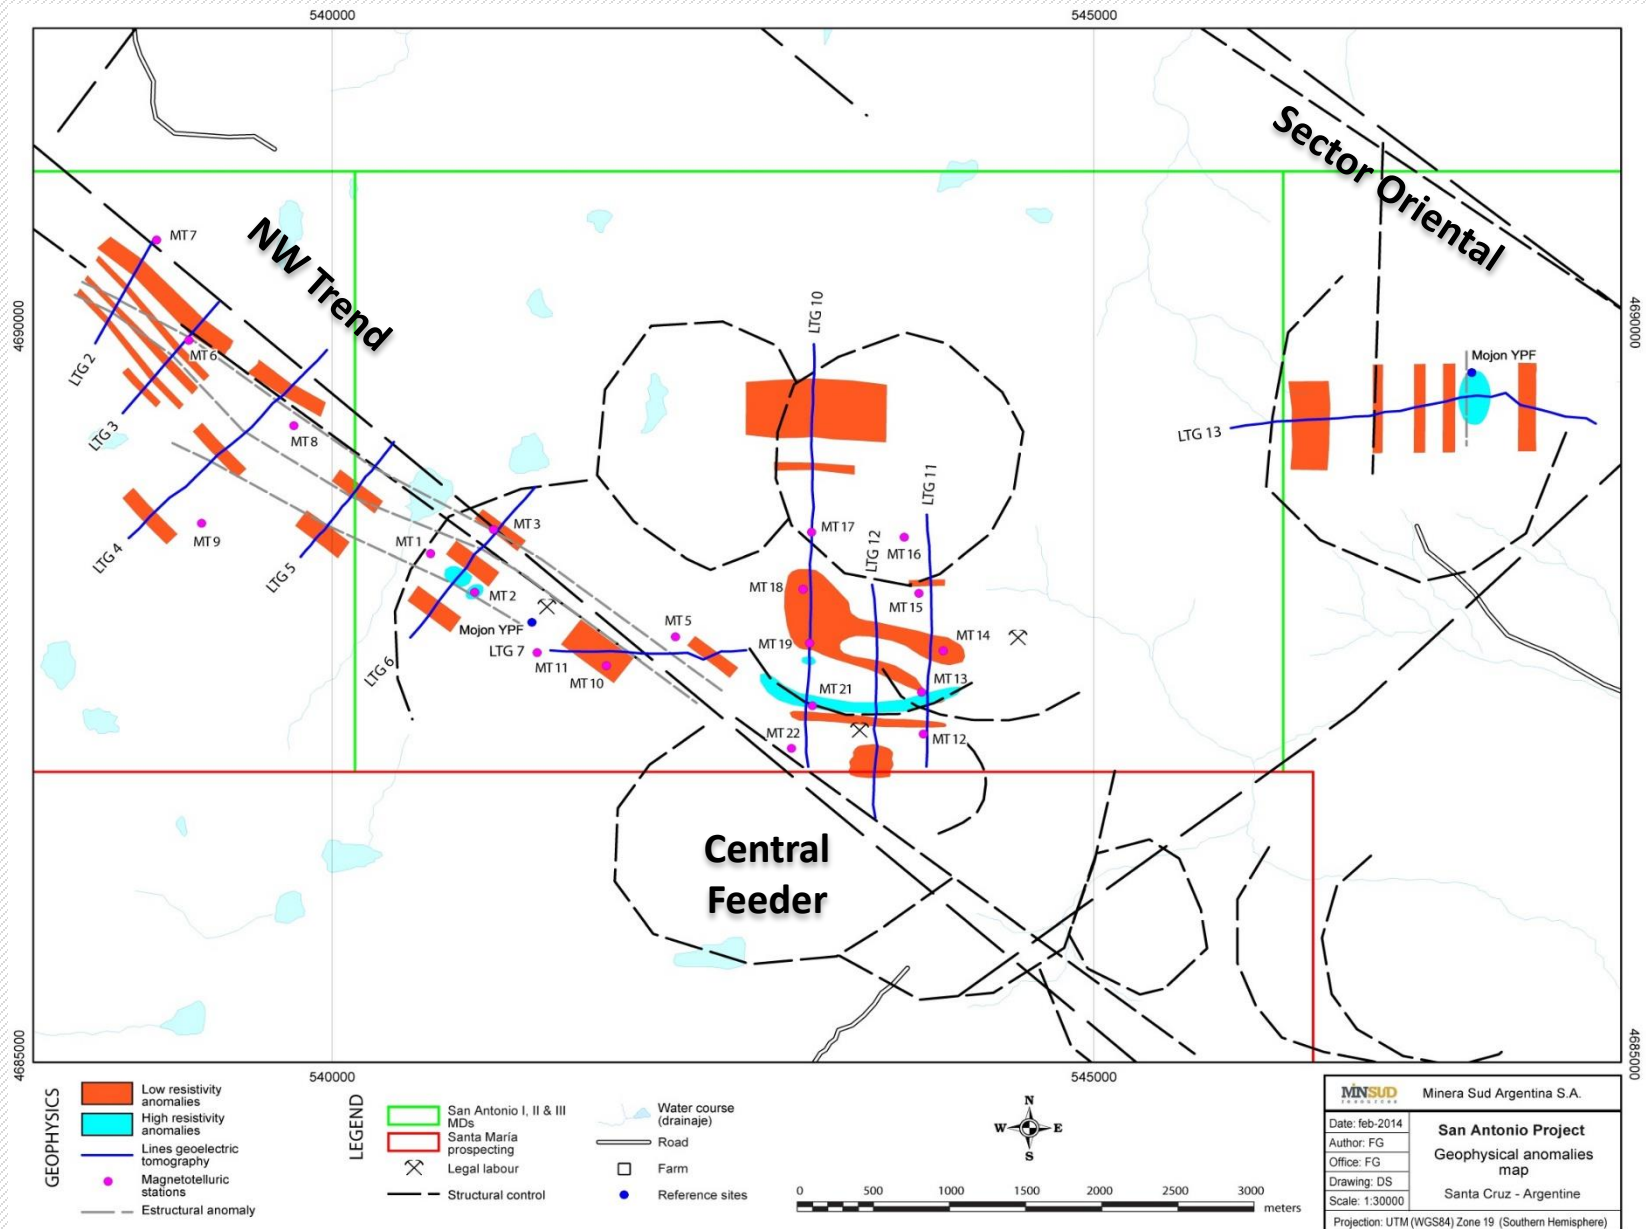 540000
545000
Sector Oriental
NW Trend
MT7
4690000
4690000
LTG 10
MT6
LTG 2
Mojon YPF
LTG 3
MT8
LTG 13
LTG 11
MT9
LTG 4
MT3
MT17
MT1
MT16
LTG 12
LTG 5
MT2
MT18
MT15
Mojon YPF
MT5
MT14
MT19
LTG 7
LTG 6
MT11
MT10
MT13
MT21
MT22
MT12
Central
Feeder
4685000
4685000
540000
545000
GEOPHYSICS
Low resistivity
anomalies
High resistivity
anomalies
Lines geoelectric
tomography
Magnetotelluric
stations
Estructural anomaly
LEGEND
San Antonio I, II & III
MDs
Santa María
prospecting
Legal labour
Structural control
Water course
(drainaje)
Road
Farm
Reference sites
N
W
E
S
0
500
1000
1500
2000
2500
3000
meters
MINSUD
Minera Sud Argentina S.A.
Date: feb-2014
Author: FG
Office: FG
Drawing: DS
Scale: 1:30000
San Antonio Project
Geophysical anomalies
map
Santa Cruz - Argentine
Projection: UTM (WGS84) Zone 19 (Southern Hemisphere)